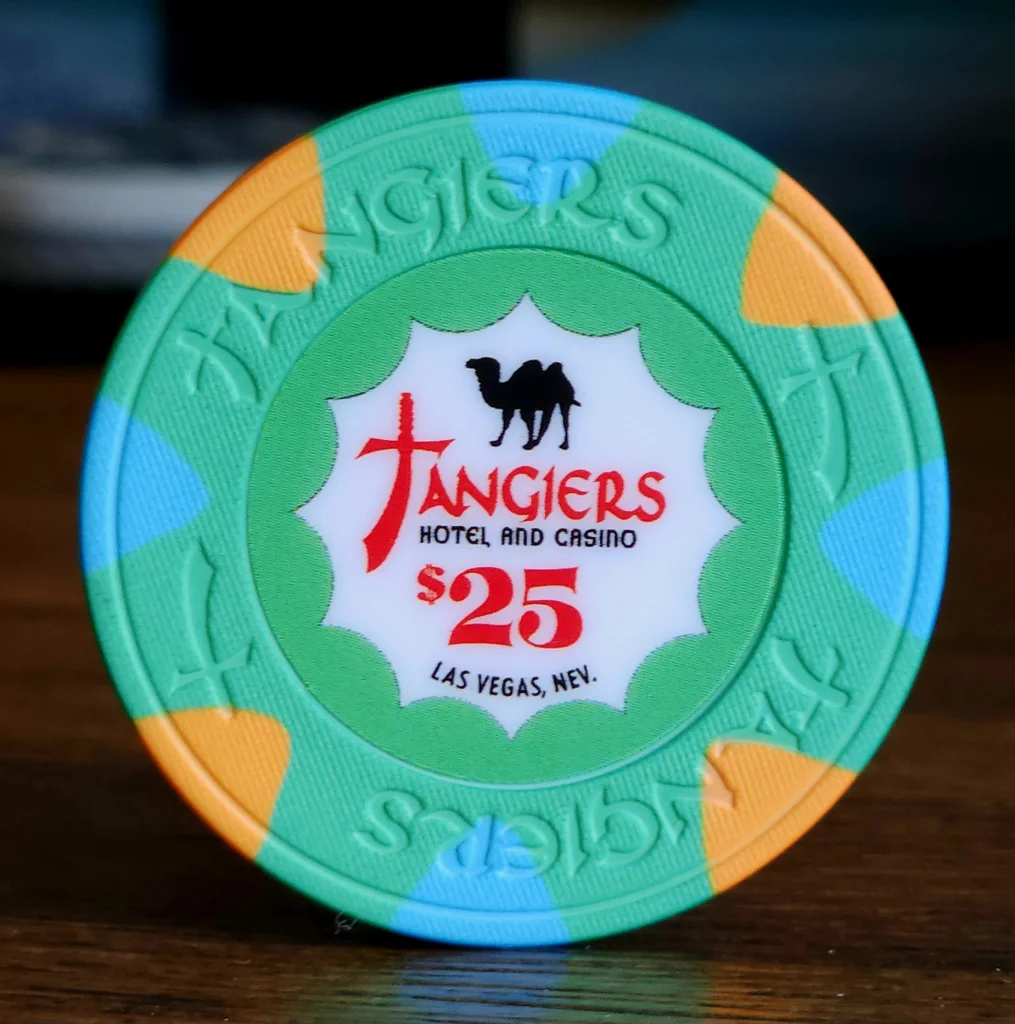 TANGIERS
TANGIERS
HOTEL AND CASINO
$25
LAS VEGAS, NEV.
TANGIERS